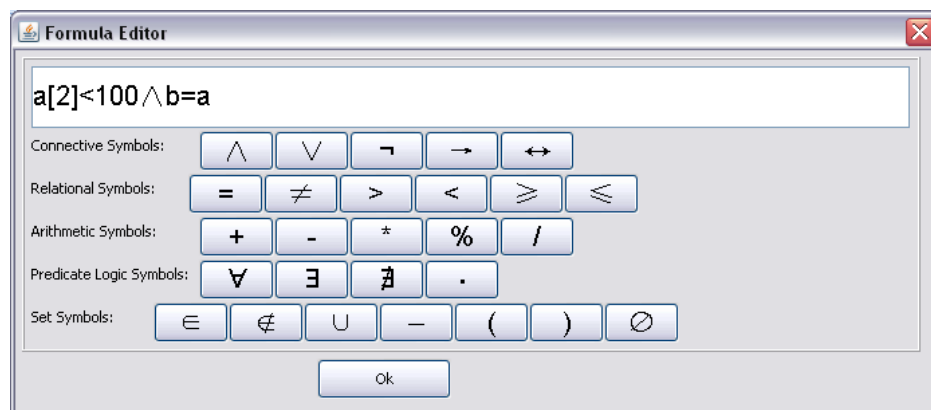 Formula Editor
a[2]<100∧b=a
Connective Symbols: ∧ ∨ ¬ → ↔
Relational Symbols: = ≠ > < ⩾ ⩽
Arithmetic Symbols: + - * % /
Predicate Logic Symbols: ∀ ∃ ∄ .
Set Symbols: ∈ ∉ ∪ − ( ) ∅
Ok